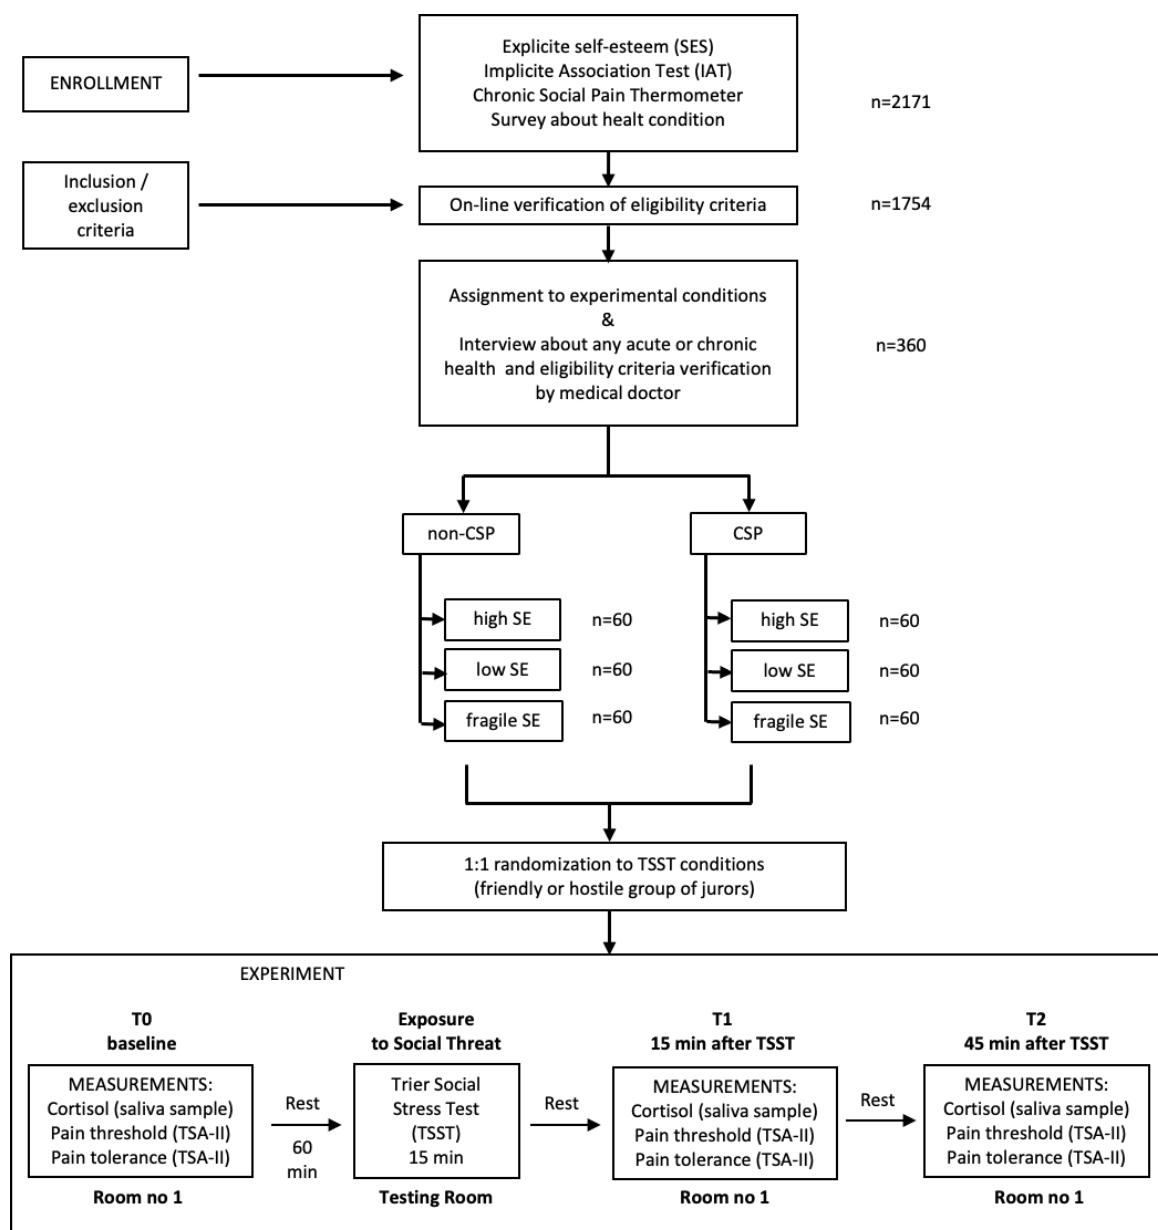 Explicite self-esteem (SES)
Implicite Association Test (IAT)
Chronic Social Pain Thermometer
Survey about healt condition
ENROLLMENT
n=2171
Inclusion /
exclusion
criteria
On-line verification of eligibility criteria
n=1754
Assignment to experimental conditions
&
Interview about any acute or chronic
health and eligibility criteria verification
by medical doctor
n=360
non-CSP
CSP
high SE
n=60
high SE
n=60
low SE
n=60
low SE
n=60
fragile SE
n=60
fragile SE
n=60
1:1 randomization to TSST conditions
(friendly or hostile group of jurors)
EXPERIMENT
T0
baseline
MEASUREMENTS:
Cortisol (saliva sample)
Pain threshold (TSA-II)
Pain tolerance (TSA-II)
Room no 1
Rest
60
min
Exposure
to Social Threat
Trier Social
Stress Test
(TSST)
15 min
Testing Room
Rest
T1
15 min after TSST
MEASUREMENTS:
Cortisol (saliva sample)
Pain threshold (TSA-II)
Pain tolerance (TSA-II)
Room no 1
Rest
T2
45 min after TSST
MEASUREMENTS:
Cortisol (saliva sample)
Pain threshold (TSA-II)
Pain tolerance (TSA-II)
Room no 1